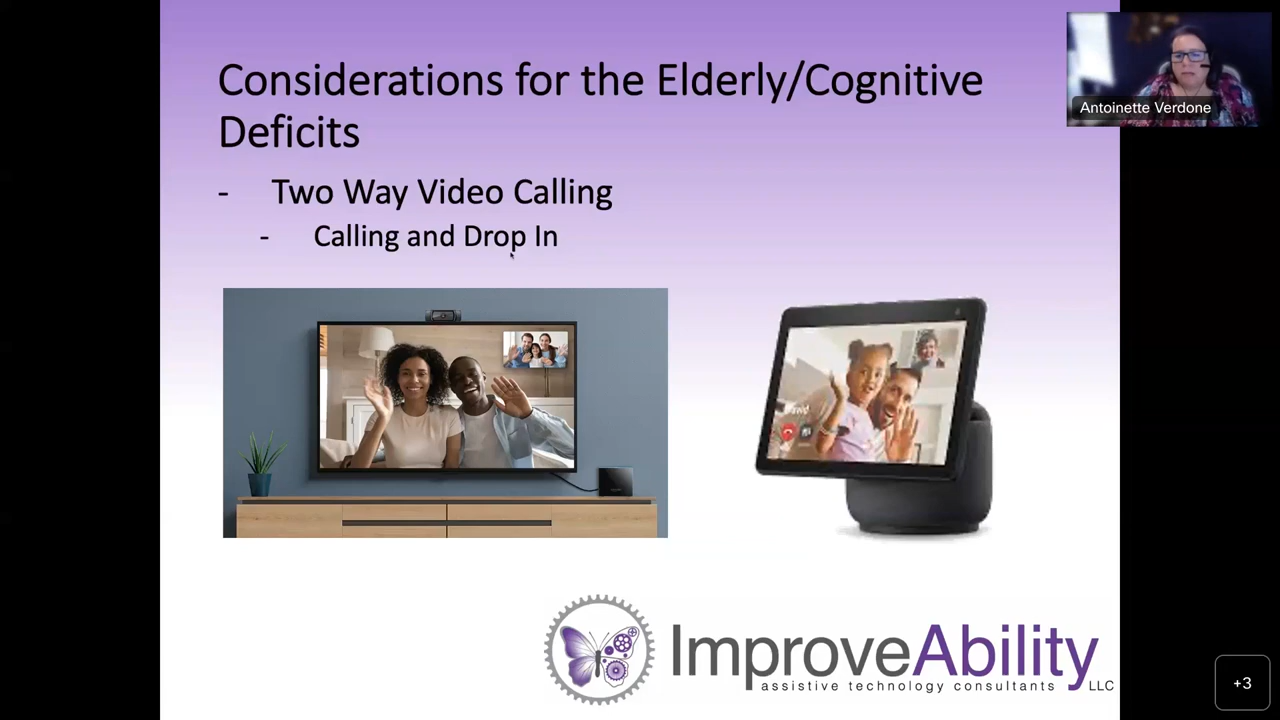 Considerations for the Elderly/Cognitive
Deficits
- Two Way Video Calling
- Calling and Drop In
Antoinette Verdone
David
ImproveAbility
assistive technology consultants LLC
+3